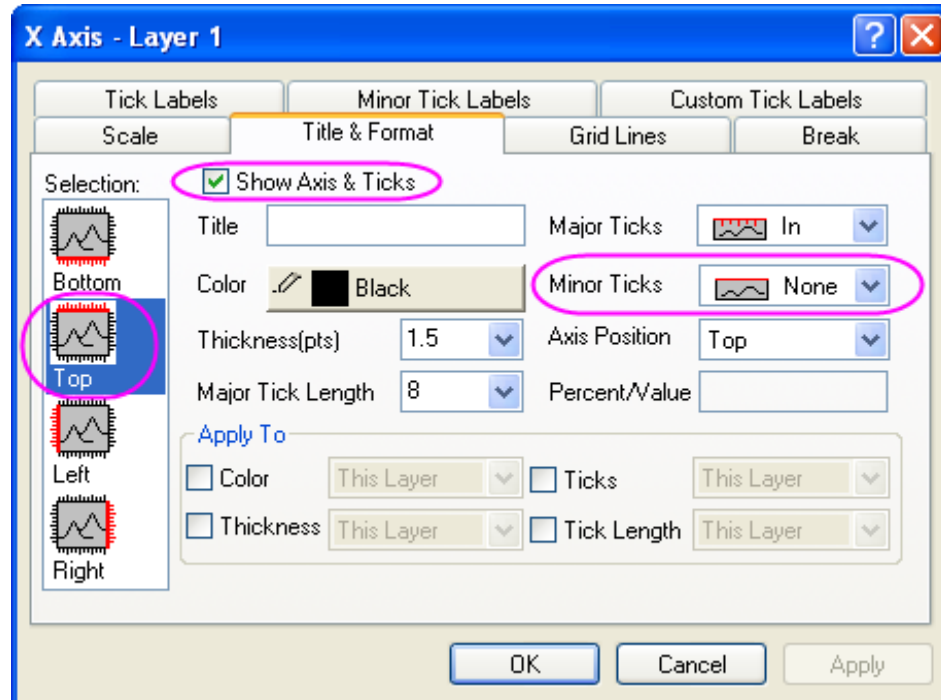 X Axis - Layer 1
Tick Labels
Minor Tick Labels
Custom Tick Labels
Scale
Title & Format
Grid Lines
Break
Selection:
Bottom
Top
Left
Right
Show Axis & Ticks
Title
Major Ticks
In
Color
Black
Minor Ticks
None
Thickness(pts)
1.5
Axis Position
Top
Major Tick Length
8
Percent/Value
Apply To
Color
This Layer
Ticks
This Layer
Thickness
This Layer
Tick Length
This Layer
OK
Cancel
Apply